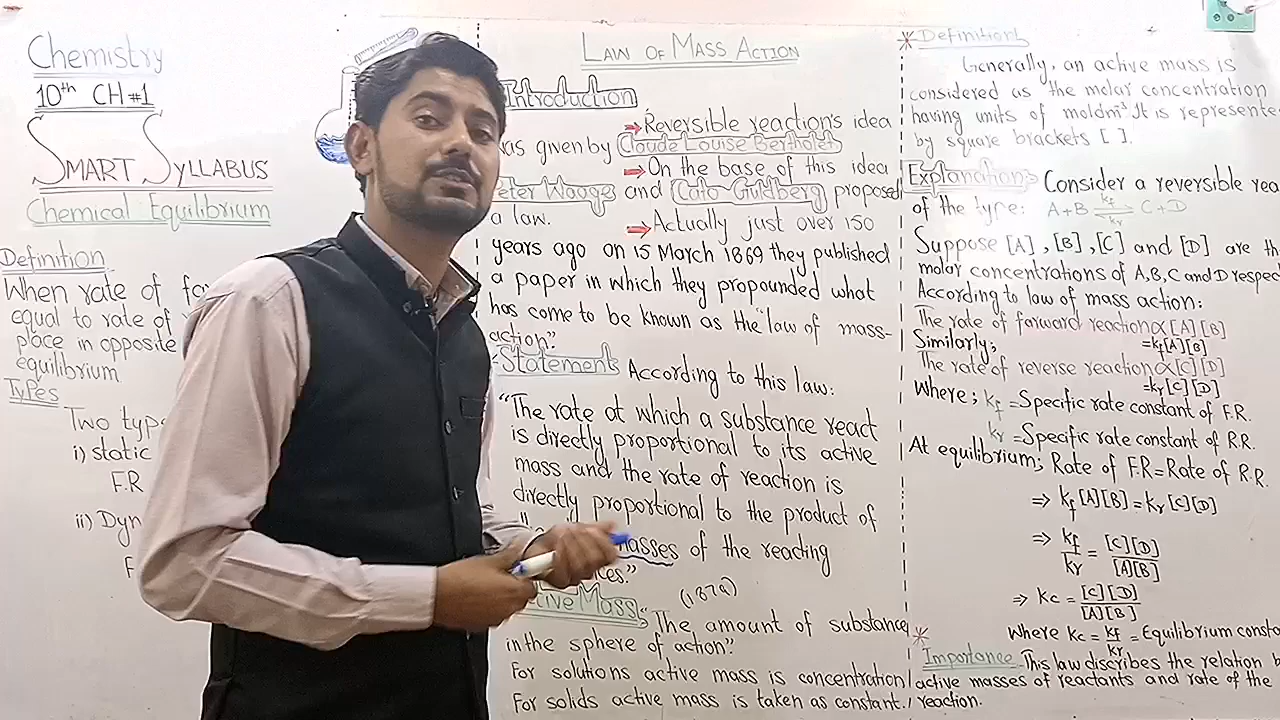 Chemistry
10th CH#1
SMART SYLLABUS
Chemical Equilibrium
Definition
When rate of
equal to rate of
place in opposite
equilibrium
Types
Two
i) static
F.R
ii)
LAW OF MASS ACTION
Introduction
Reversible reaction's idea
given by Claude Louise Berthollet
On the base of this idea
and Cato Guldberg proposed
a law.
Actually just over 150
years ago on 15 March 1869 they published
a paper in which they propounded what
has come to be known as the "law of mass-
action".
Statements According to this law:
"The rate at which a substance react
is directly proportional to its active
mass and the rate of reaction is
directly proportional to the product of
masses of the reacting
(187a)
Mass: "The amount of substance
in the sphere of action".
For solutions active mass is concentration
For solids active mass is taken as constant.
* Definition:
Generally, an active mass is
considered as the molar concentration
having units of moldm⁻³. It is represente
by square brackets [ ].
Explanation: Consider a reversible rea
of the type: A+B ⇌ C+D
kf
kr
Suppose [A], [B], [C] and [D] are th
molar concentrations of A,B,C and D respec
According to law of mass action:
The rate of forward reaction ∝ [A][B]
= kf[A][B]
Similarly;
The rate of reverse reaction ∝ [C][D]
= kr[C][D]
Where; kf = Specific rate constant of F.R.
kr = Specific rate constant of R.R.
At equilibrium; Rate of F.R = Rate of R.R.
⇒ kf[A][B] = kr[C][D]
⇒ kf/kr = [C][D]/[A][B]
⇒ Kc = [C][D]/[A][B]
Where Kc = kf/kr = Equilibrium consta
* Importance This law discribes the relation b
active masses of reactants and rate of the
reaction.